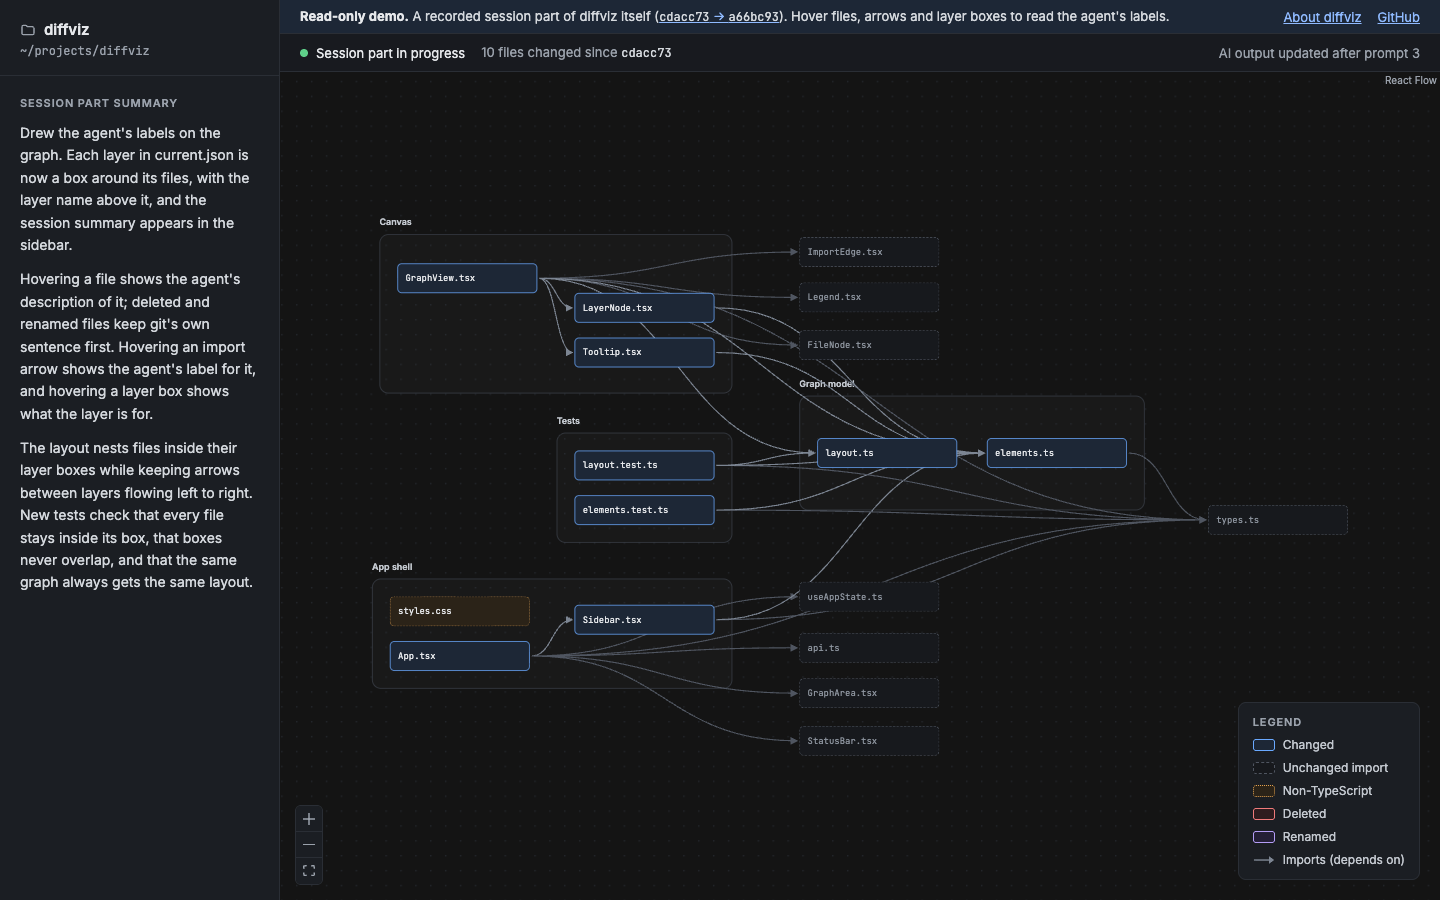 diffviz
~/projects/diffviz
SESSION PART SUMMARY
Drew the agent's labels on the
graph. Each layer in current.json is
now a box around its files, with the
layer name above it, and the
session summary appears in the
sidebar.
Hovering a file shows the agent's
description of it; deleted and
renamed files keep git's own
sentence first. Hovering an import
arrow shows the agent's label for it,
and hovering a layer box shows
what the layer is for.
The layout nests files inside their
layer boxes while keeping arrows
between layers flowing left to right.
New tests check that every file
stays inside its box, that boxes
never overlap, and that the same
graph always gets the same layout.
Read-only demo. A recorded session part of diffviz itself (cdacc73 → a66bc93). Hover files, arrows and layer boxes to read the agent's labels.
About diffviz GitHub
Session part in progress 10 files changed since cdacc73
AI output updated after prompt 3
React Flow
Canvas
GraphView.tsx
LayerNode.tsx
Tooltip.tsx
ImportEdge.tsx
Legend.tsx
FileNode.tsx
Graph model
layout.ts
elements.ts
Tests
layout.test.ts
elements.test.ts
types.ts
App shell
styles.css
App.tsx
Sidebar.tsx
useAppState.ts
api.ts
GraphArea.tsx
StatusBar.tsx
LEGEND
Changed
Unchanged import
Non-TypeScript
Deleted
Renamed
Imports (depends on)